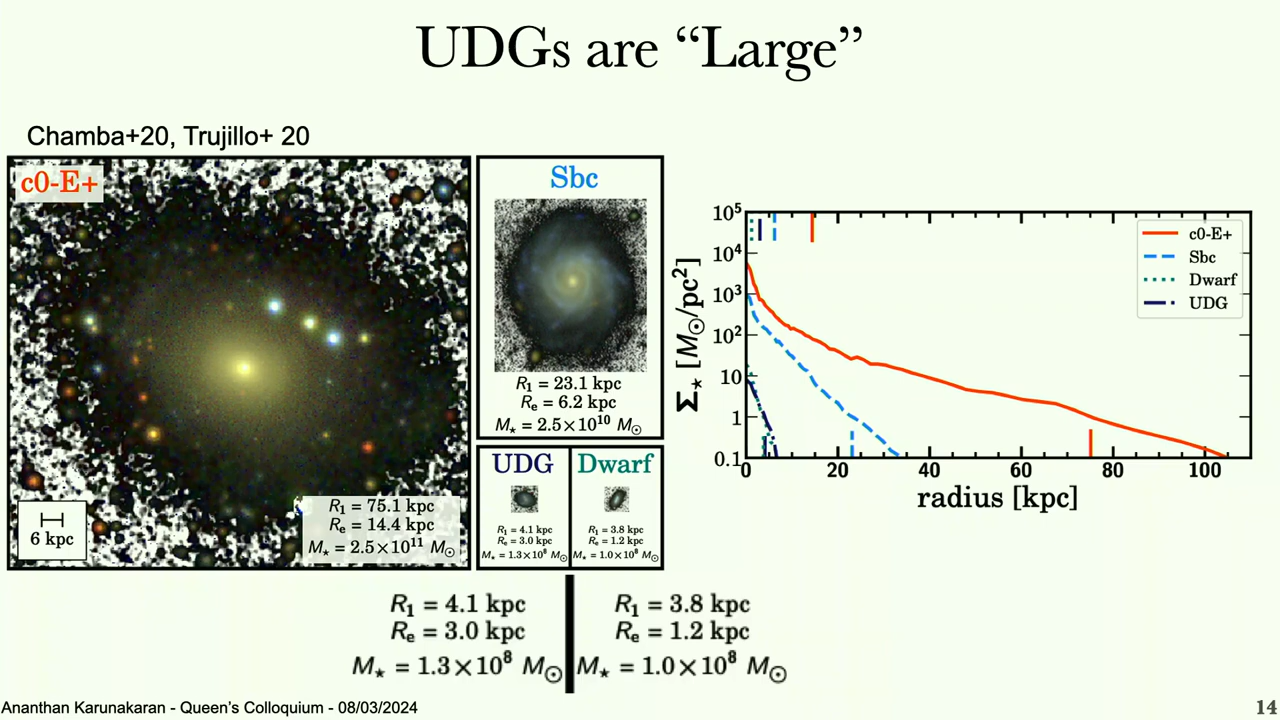 UDGs are “Large”
Chamba+20, Trujillo+ 20
c0-E+
6 kpc
R₁ = 75.1 kpc
Rₑ = 14.4 kpc
M⋆ = 2.5×10¹¹ M⊙
Sbc
R₁ = 23.1 kpc
Rₑ = 6.2 kpc
M⋆ = 2.5×10¹⁰ M⊙
UDG
R₁ = 4.1 kpc
Rₑ = 3.0 kpc
M⋆ = 1.3×10⁸ M⊙
Dwarf
R₁ = 3.8 kpc
Rₑ = 1.2 kpc
M⋆ = 1.0×10⁸ M⊙
Σ⋆ [M⊙/pc²]
10⁵
10⁴
10³
10²
10
1
0.1
0 20 40 60 80 100
radius [kpc]
c0-E+
Sbc
Dwarf
UDG
R₁ = 4.1 kpc
Rₑ = 3.0 kpc
M⋆ = 1.3×10⁸ M⊙
R₁ = 3.8 kpc
Rₑ = 1.2 kpc
M⋆ = 1.0×10⁸ M⊙
Ananthan Karunakaran - Queen’s Colloquium - 08/03/2024
14